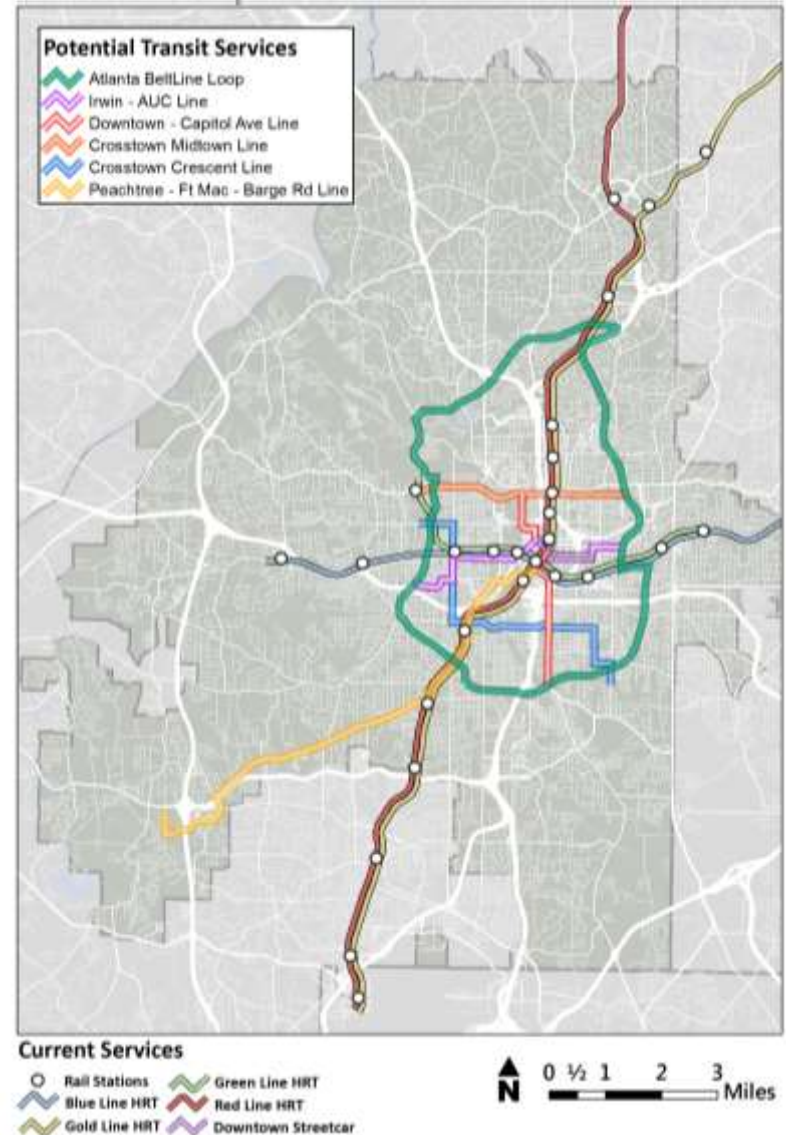 Potential Transit Services
Atlanta BeltLine Loop
Irwin - AUC Line
Downtown - Capitol Ave Line
Crosstown Midtown Line
Crosstown Crescent Line
Peachtree - Ft Mac - Barge Rd Line
Current Services
Rail Stations
Green Line HRT
Blue Line HRT
Red Line HRT
Gold Line HRT
Downtown Streetcar
N
0 ½ 1 2 3 Miles